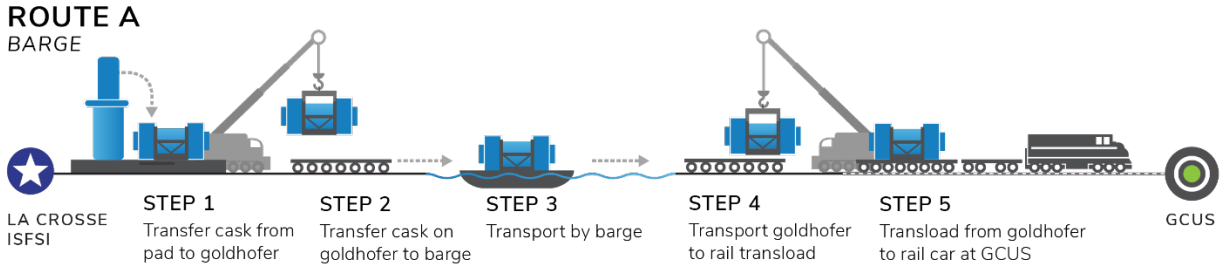 ROUTE A
BARGE
LA CROSSE
ISFSI
STEP 1
Transfer cask from
pad to goldhofer
STEP 2
Transfer cask on
goldhofer to barge
STEP 3
Transport by barge
STEP 4
Transport goldhofer
to rail transload
STEP 5
Transload from goldhofer
to rail car at GCUS
GCUS